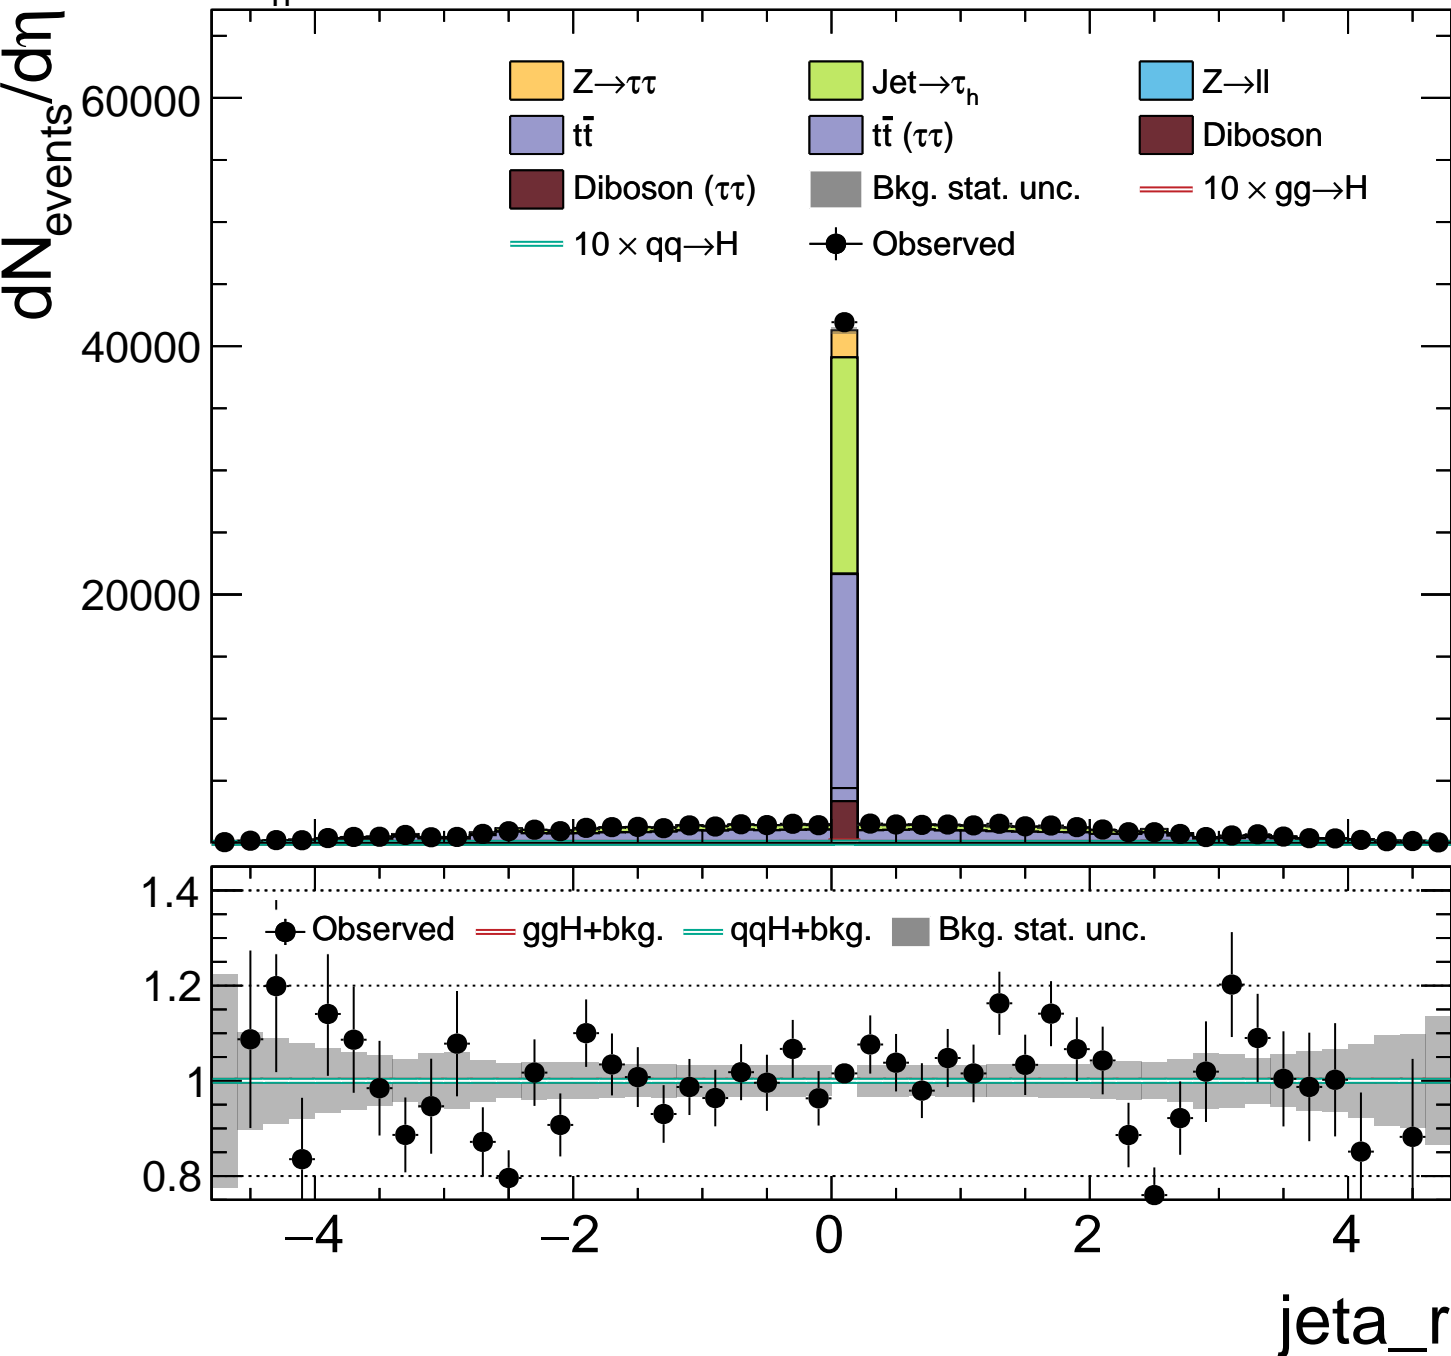 dN_events/dη
60000
40000
20000
Z→ττ Jet→τ_h Z→ll
tt̄ tt̄ (ττ) Diboson
Diboson (ττ) Bkg. stat. unc. 10 × gg→H
10 × qq→H Observed
1.4
1.2
1
0.8
Observed ggH+bkg. qqH+bkg. Bkg. stat. unc.
−4 −2 0 2 4
jeta_r